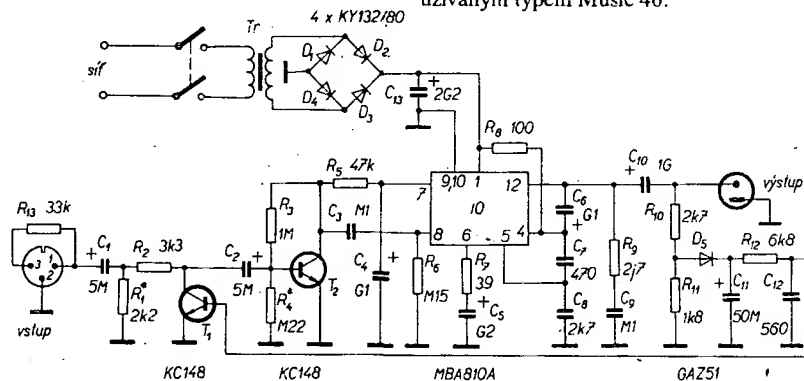 užívaným typem Music 40.
4 x KY132/80
Tr
síť
D1
D2
D4
D3
C13
+
2G2
R8 100
R5 47k
C10
+
1G
výstup
R13 33k
9,10
1
12
7
IO
8
6
5
4
C6
G1
+
R10
2k7
R3
1M
C3 M1
C1
+
R2 3k3
C2
+
3
1
2
5M
5M
T2
C4
G1
+
R6
M15
R7
39
C7
470
R9
2j7
D5
R12 6k8
R1*
2k2
T1
R4*
M22
+
C5
G2
C8
2k7
C9
M1
R11
1k8
+
C11
50M
C12
560
vstup
KC148
KC148
MBA810A
GAZ51